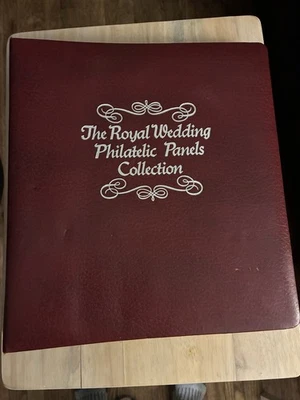 The Royal Wedding
Philatelic Panels
Collection